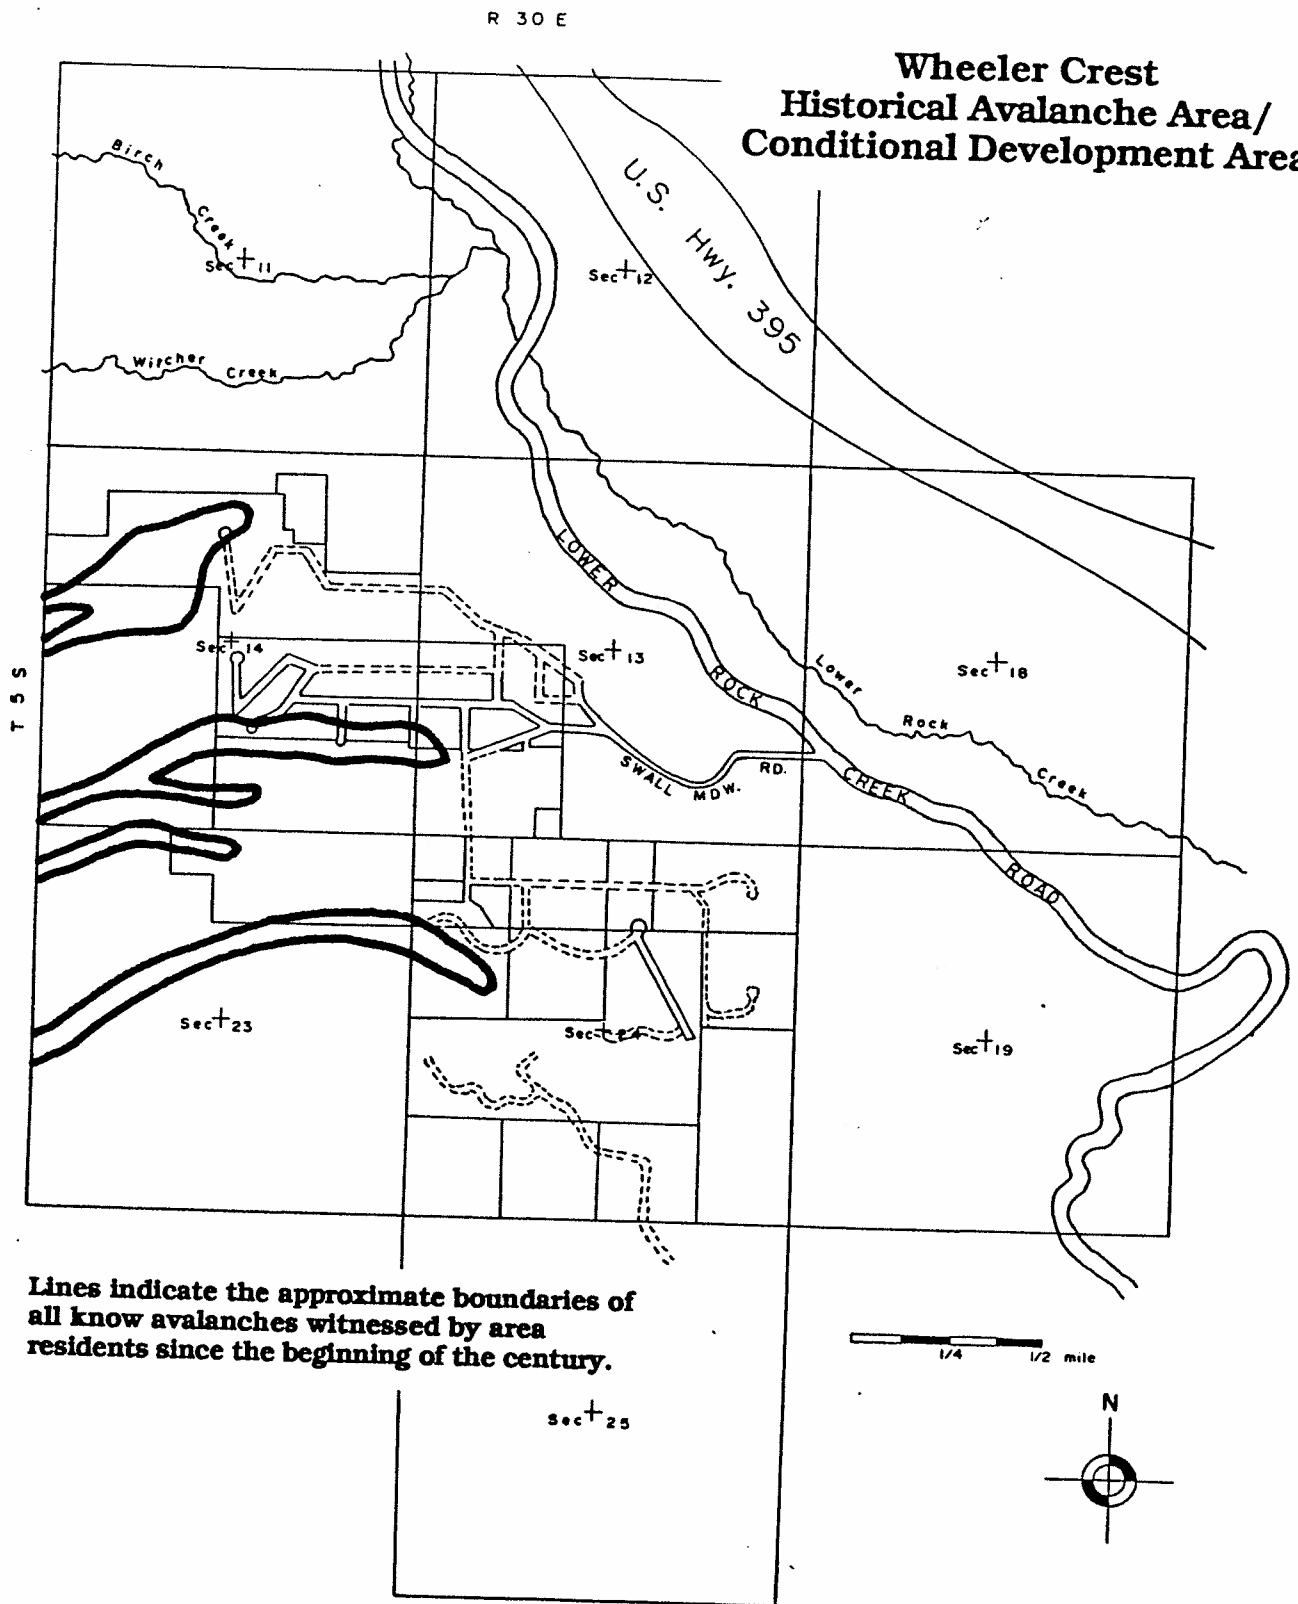 R 30 E
Wheeler Crest
Historical Avalanche Area/
Conditional Development Area
Birch
Creek
Sec 11
Sec 12
U.S. Hwy. 395
Witcher Creek
LOWER
ROCK
CREEK
ROAD
Sec 14
Sec 13
Sec 18
T 5 S
Lower
Rock
Creek
SWALL MDW. RD.
Sec 23
Sec 24
Sec 19
Lines indicate the approximate boundaries of
all know avalanches witnessed by area
residents since the beginning of the century.
1/4 1/2 mile
N
Sec 25